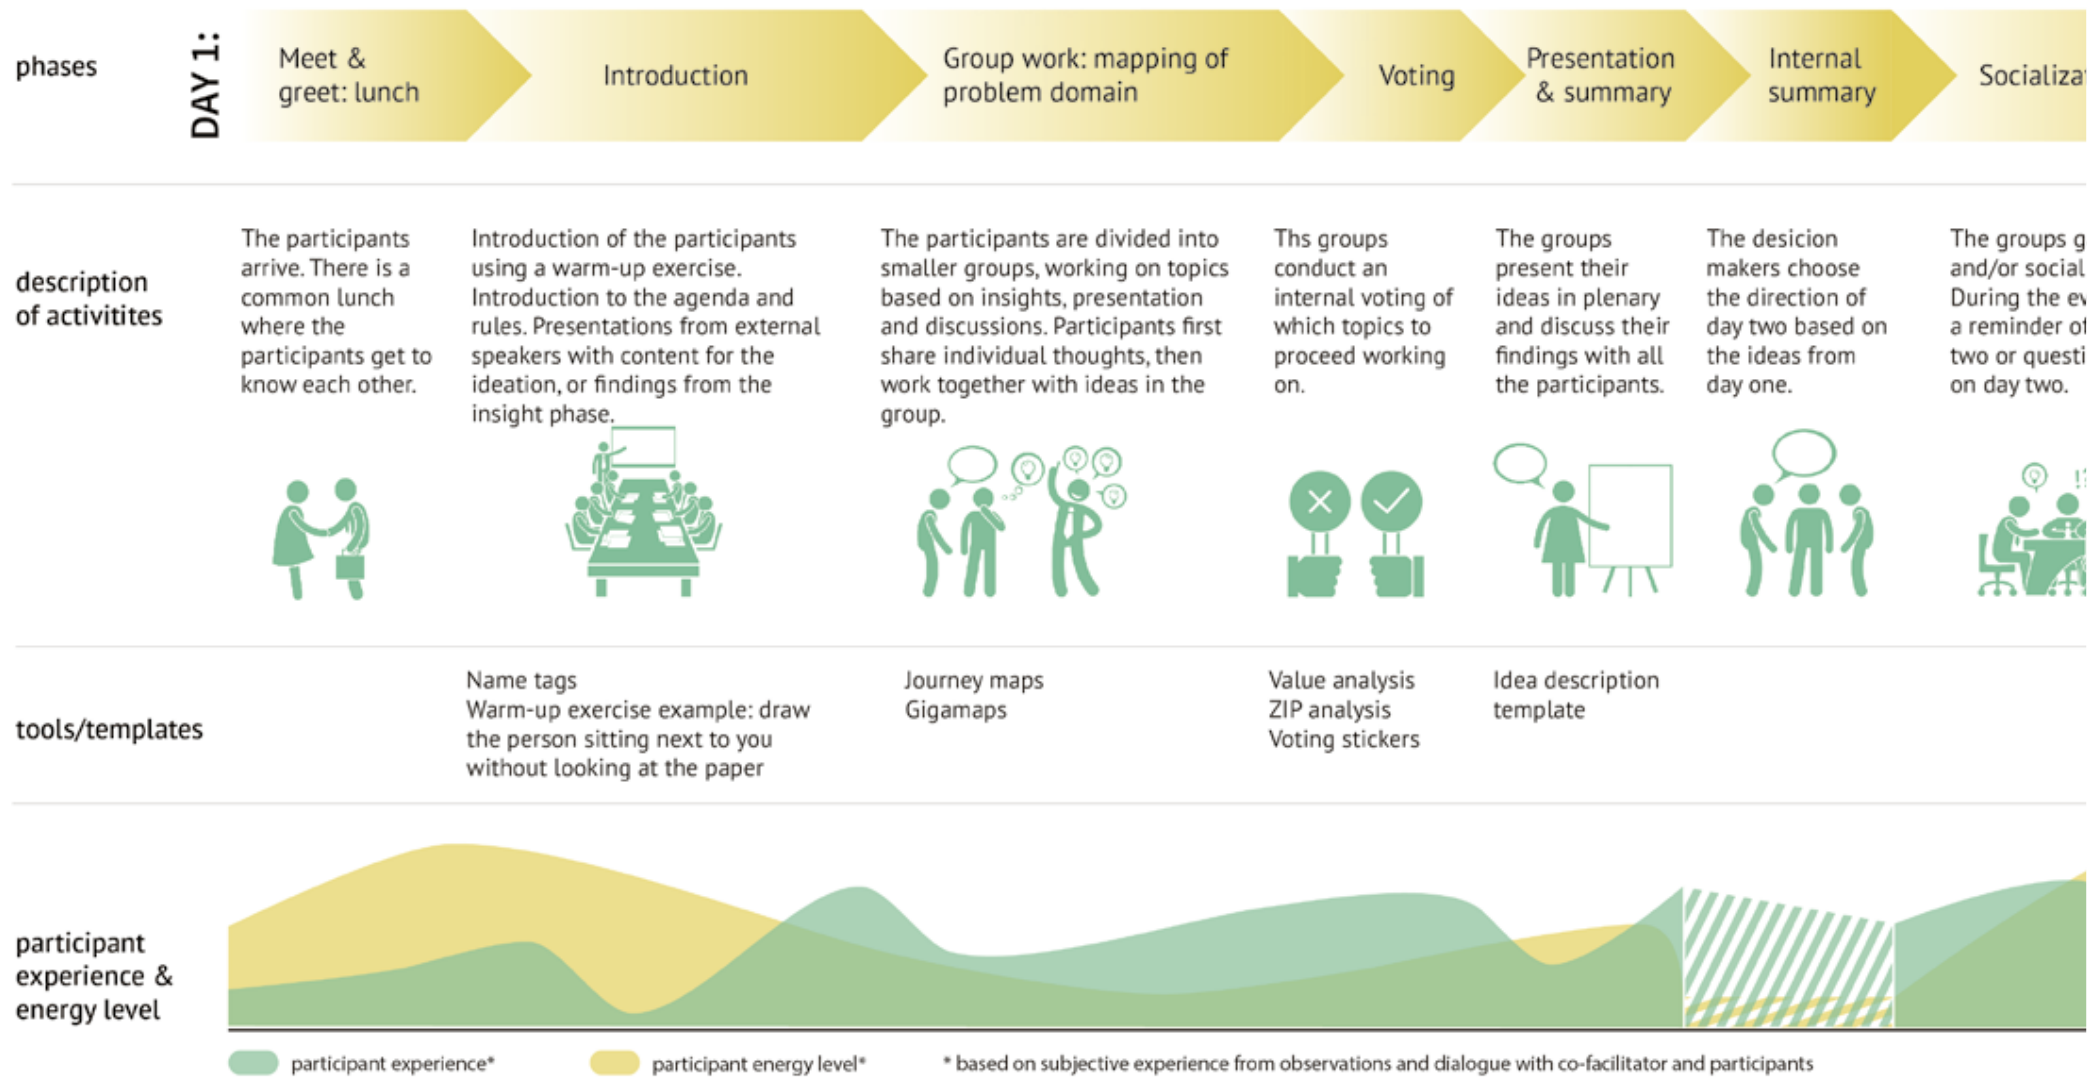 phases
DAY 1:
Meet &
greet: lunch
Introduction
Group work: mapping of
problem domain
Voting
Presentation
& summary
Internal
summary
description
of activitites
The participants
arrive. There is a
common lunch
where the
participants get to
know each other.
Introduction of the participants
using a warm-up exercise.
Introduction to the agenda and
rules. Presentations from external
speakers with content for the
ideation, or findings from the
insight phase.
The participants are divided into
smaller groups, working on topics
based on insights, presentation
and discussions. Participants first
share individual thoughts, then
work together with ideas in the
group.
Ths groups
conduct an
internal voting of
which topics to
proceed working
on.
The groups
present their
ideas in plenary
and discuss their
findings with all
the participants.
The desicion
makers choose
the direction of
day two based on
the ideas from
day one.
The groups
and/or social
During the
a reminder
two or
on day two.
!?
tools/templates
Name tags
Warm-up exercise example: draw
the person sitting next to you
without looking at the paper
Journey maps
Gigamaps
Value analysis
ZIP analysis
Voting stickers
Idea description
template
participant
experience &
energy level
participant experience*
participant energy level*
* based on subjective experience from observations and dialogue with co-facilitator and participants